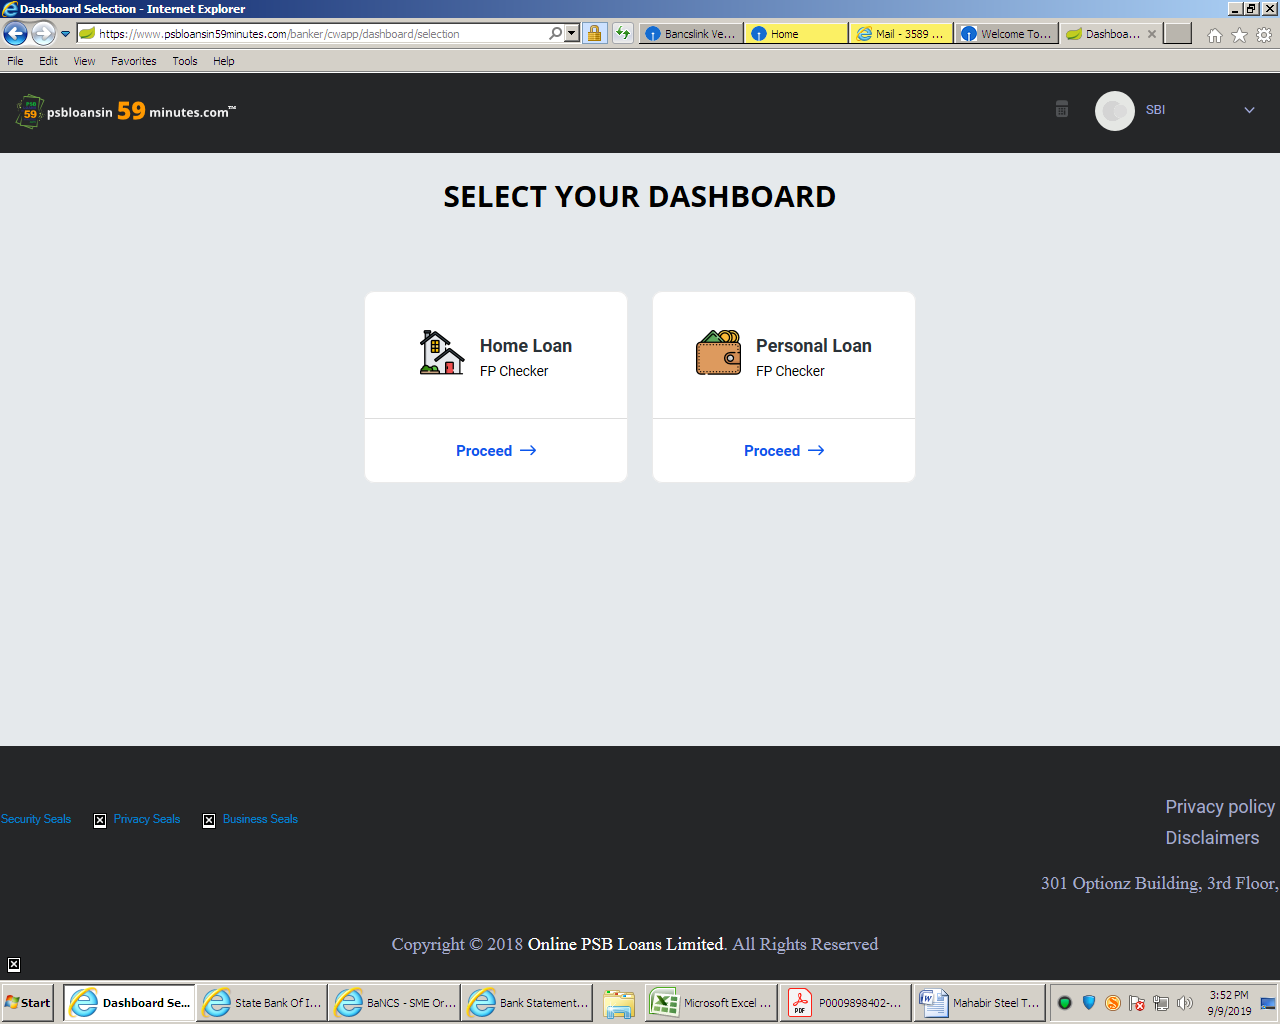 Dashboard Selection - Internet Explorer
https://www.psbloansin59minutes.com/banker/cwapp/dashboard/selection
Bancslink Ve...
Home
Mail - 3589 ...
Welcome To...
Dashboa...
File Edit View Favorites Tools Help
PSB
59
psbloansin 59 minutes.com™
SBI
SELECT YOUR DASHBOARD
Home Loan
FP Checker
Proceed →
Personal Loan
FP Checker
Proceed →
Security Seals
Privacy Seals
Business Seals
Privacy policy
Disclaimers
301 Optionz Building, 3rd Floor,
Copyright © 2018 Online PSB Loans Limited. All Rights Reserved
Start
Dashboard Se...
State Bank Of I...
BaNCS - SME Or...
Bank Statement...
Microsoft Excel ...
PDF
P0009898402-...
Mahabir Steel T...
3:52 PM
9/9/2019